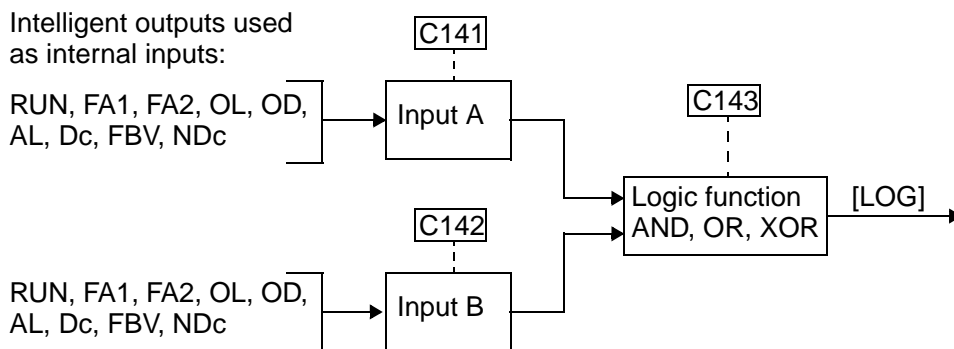 Intelligent outputs used
as internal inputs:
C141
RUN, FA1, FA2, OL, OD,
AL, Dc, FBV, NDc
Input A
C143
Logic function
AND, OR, XOR
[LOG]
C142
RUN, FA1, FA2, OL, OD,
AL, Dc, FBV, NDc
Input B